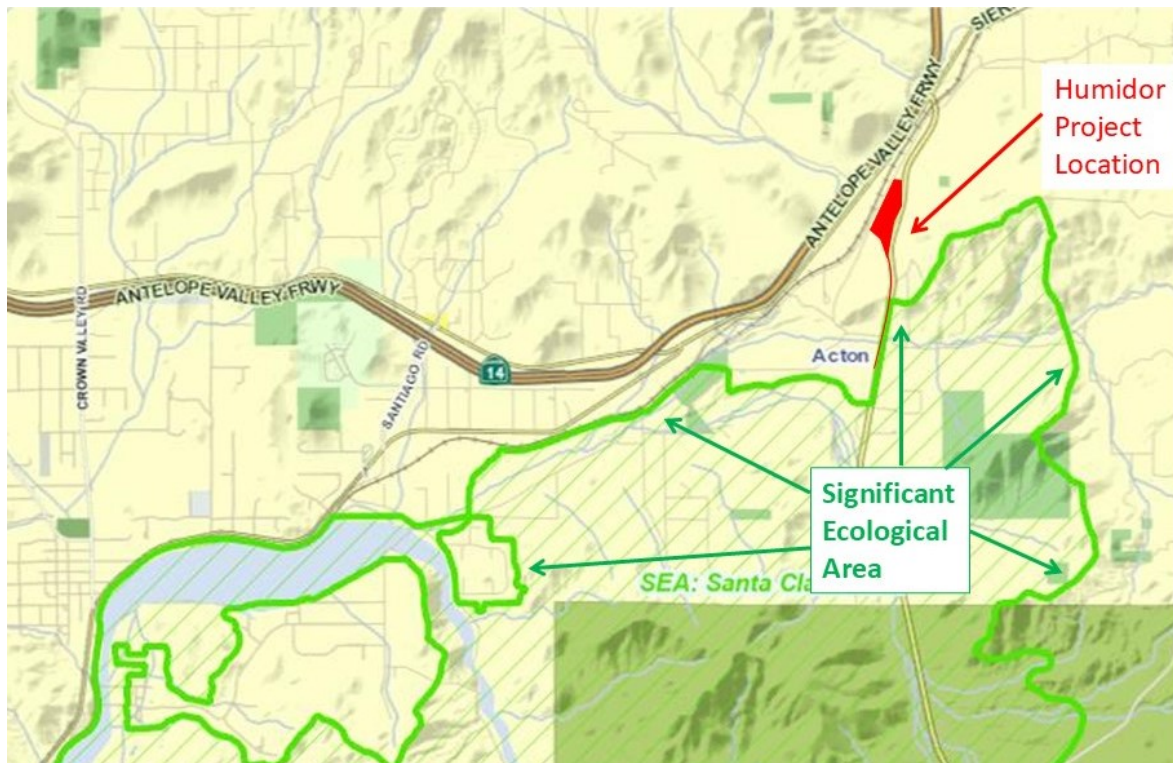 SIER
ANTELOPE VALLEY FRWY
Humidor
Project
Location
ANTELOPE VALLEY FRWY
CROWN VALLEY RD
SANTIAGO RD
14
Acton
Significant
Ecological
Area
SEA: Santa Cla